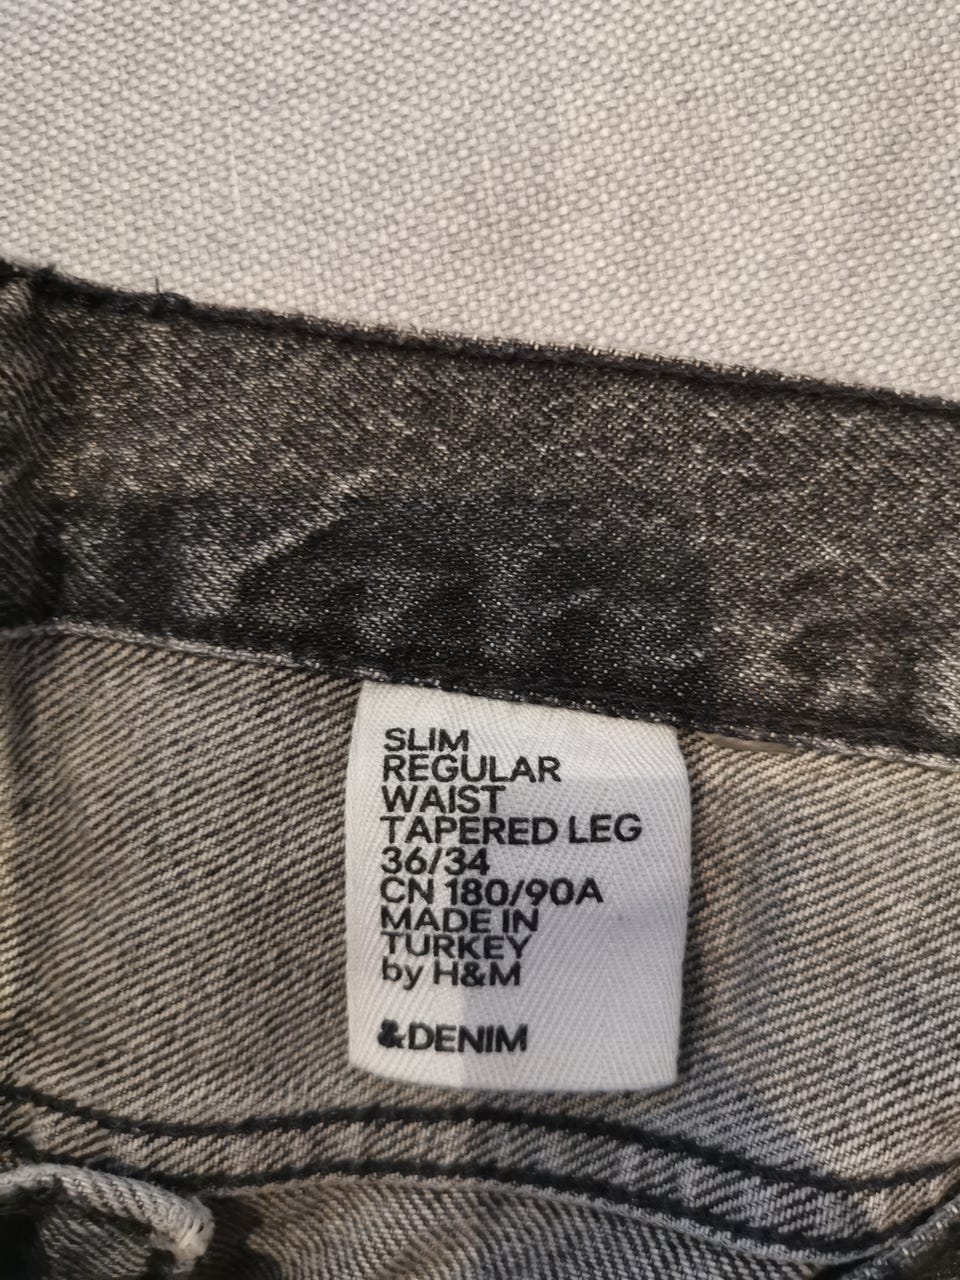 SLIM
REGULAR
WAIST
TAPERED LEG
36/34
CN 180/90A
MADE IN
TURKEY
by H&M
&DENIM